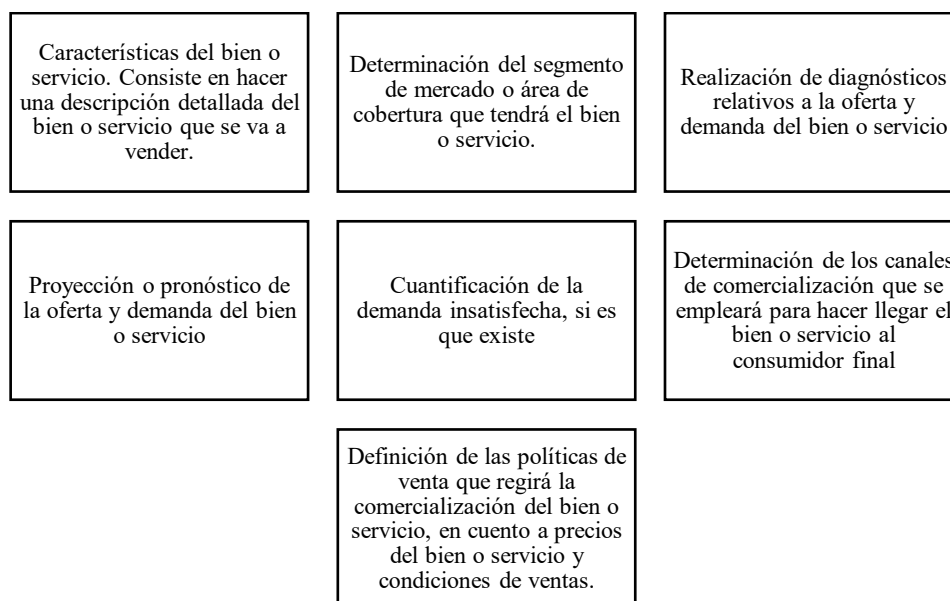 Características del bien o
servicio. Consiste en hacer
una descripción detallada del
bien o servicio que se va a
vender.
Determinación del segmento
de mercado o área de
cobertura que tendrá el bien
o servicio.
Realización de diagnósticos
relativos a la oferta y
demanda del bien o servicio
Proyección o pronóstico de
la oferta y demanda del bien
o servicio
Cuantificación de la
demanda insatisfecha, si es
que existe
Determinación de los canales
de comercialización que se
empleará para hacer llegar el
bien o servicio al
consumidor final
Definición de las políticas de
venta que regirá la
comercialización del bien o
servicio, en cuento a precios
del bien o servicio y
condiciones de ventas.